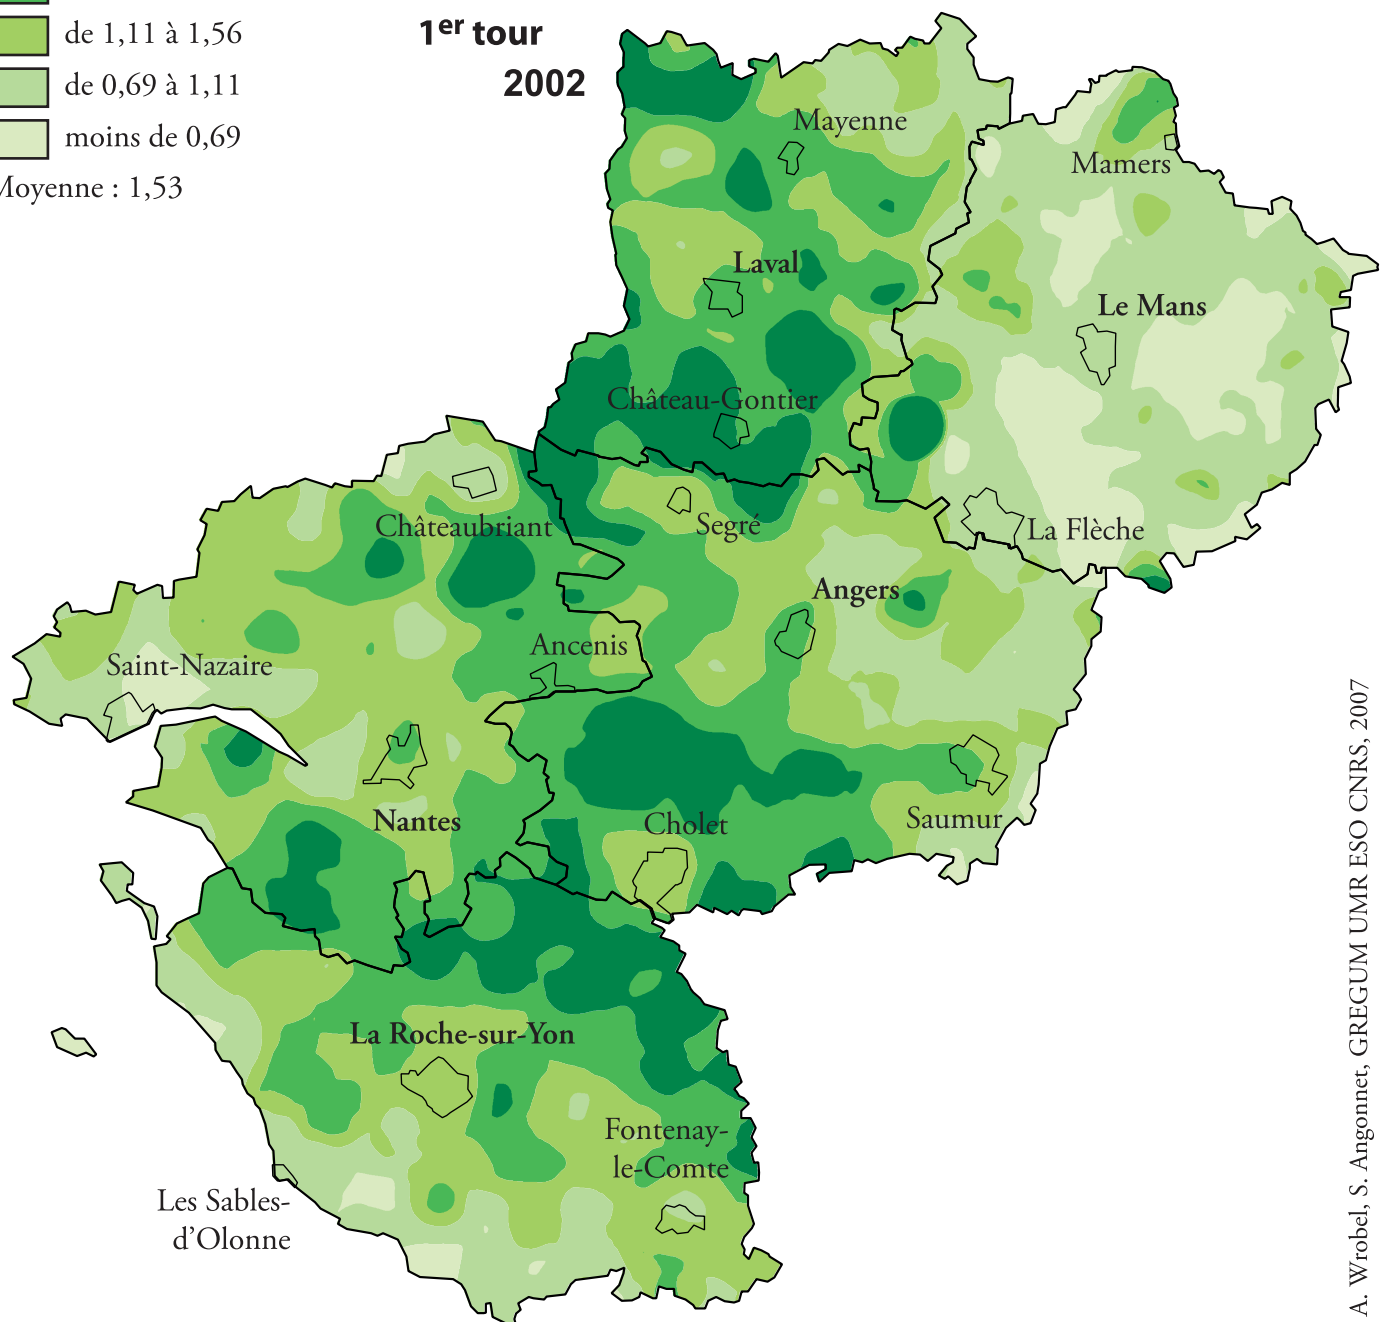 de 1,11 à 1,56
de 0,69 à 1,11
moins de 0,69
Moyenne : 1,53
1er tour
2002
Mayenne
Mamers
Laval
Le Mans
Château-Gontier
Segré
La Flèche
Châteaubriant
Angers
Ancenis
Saint-Nazaire
Nantes
Cholet
Saumur
La Roche-sur-Yon
Fontenay-
le-Comte
Les Sables-
d'Olonne
A. Wrobel, S. Angonnet, GREGUM UMR ESO CNRS, 2007